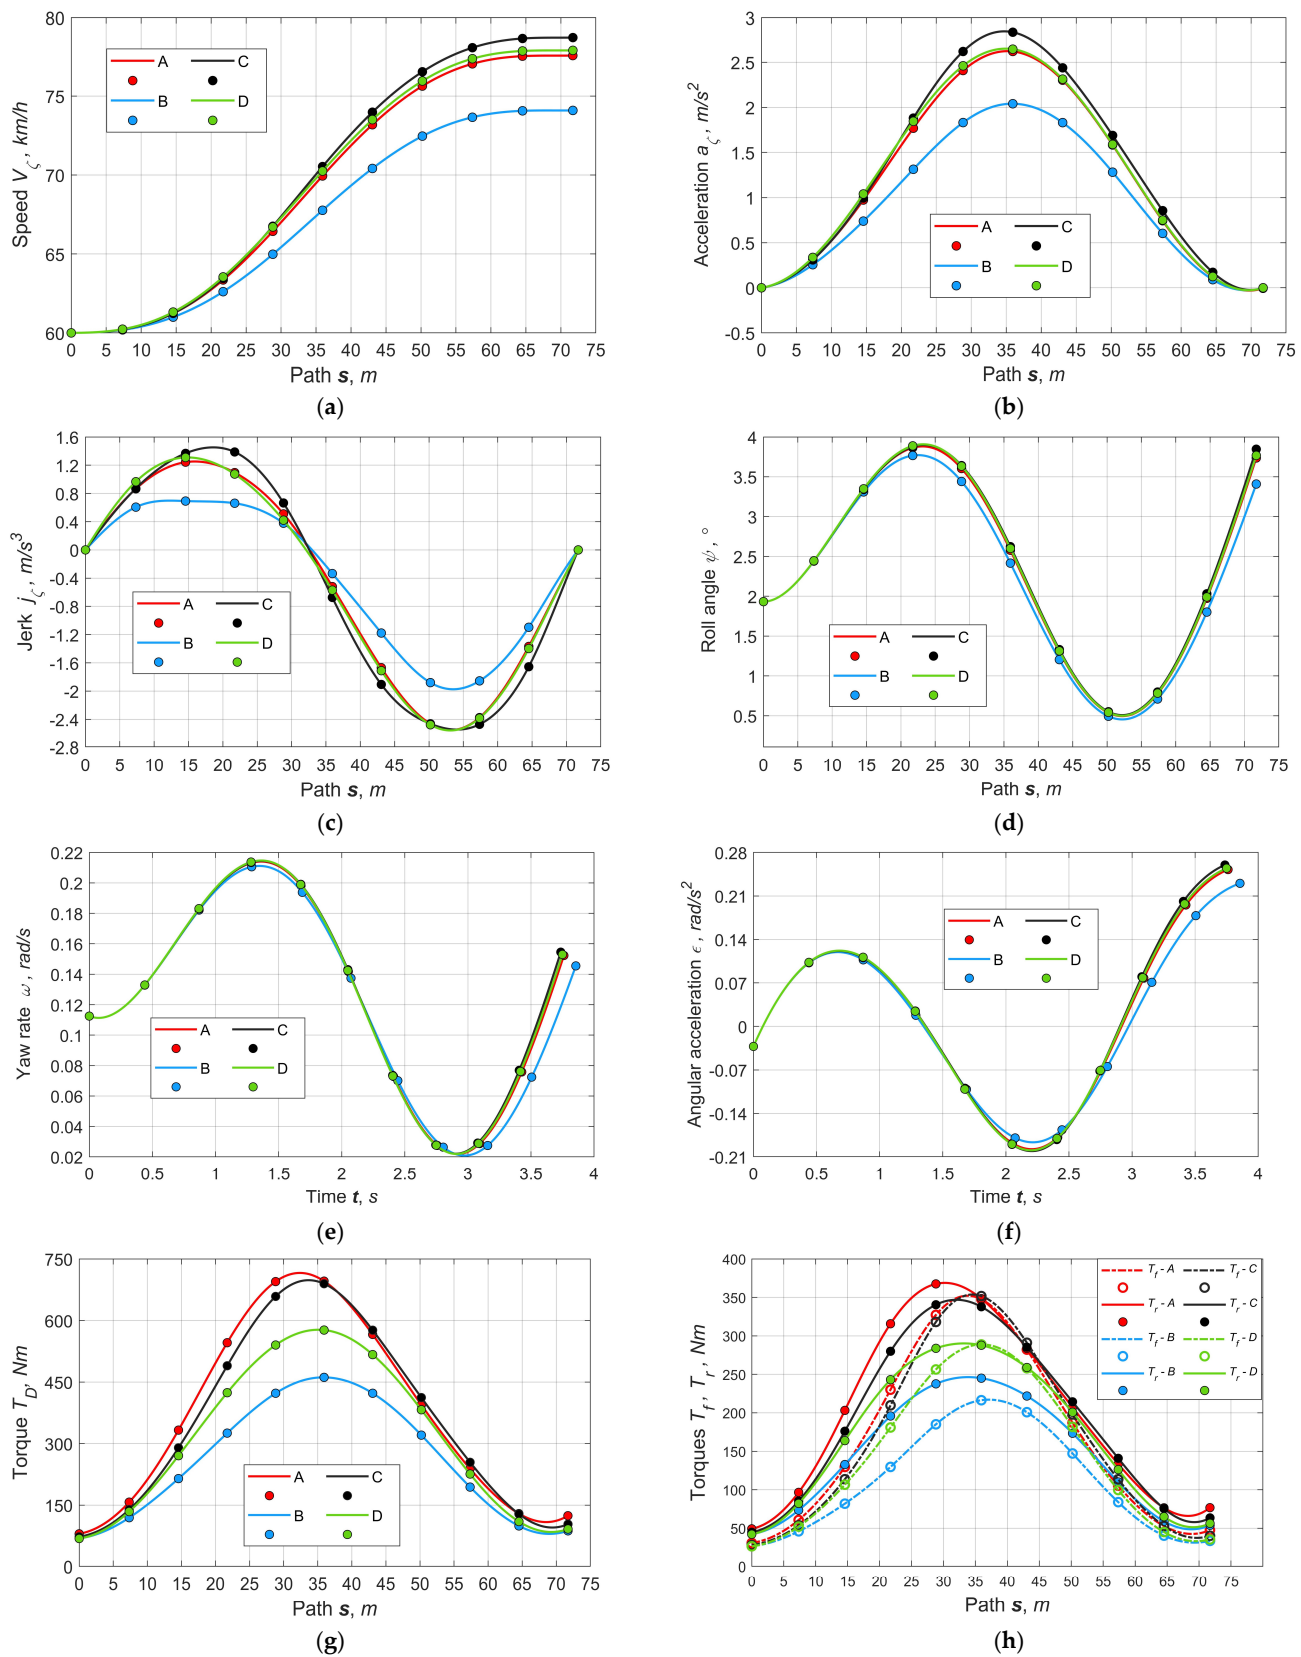 80
75
70
65
60
0 5 10 15 20 25 30 35 40 45 50 55 60 65 70 75
Speed V_ζ, km/h
Path s, m
A C
B D
(a)
3
2.5
2
1.5
1
0.5
0
-0.5
0 5 10 15 20 25 30 35 40 45 50 55 60 65 70 75
Acceleration a_ζ, m/s²
Path s, m
A C
B D
(b)
1.6
1.2
0.8
0.4
0
-0.4
-0.8
-1.2
-1.6
-2
-2.4
-2.8
0 5 10 15 20 25 30 35 40 45 50 55 60 65 70 75
Jerk j_ζ, m/s³
Path s, m
A C
B D
(c)
4
3.5
3
2.5
2
1.5
1
0.5
0 5 10 15 20 25 30 35 40 45 50 55 60 65 70 75
Roll angle ψ, °
Path s, m
A C
B D
(d)
0.22
0.2
0.18
0.16
0.14
0.12
0.1
0.08
0.06
0.04
0.02
0 0.5 1 1.5 2 2.5 3 3.5 4
Yaw rate ω, rad/s
Time t, s
A C
B D
(e)
0.28
0.21
0.14
0.07
0
-0.07
-0.14
-0.21
0 0.5 1 1.5 2 2.5 3 3.5 4
Angular acceleration ϵ, rad/s²
Time t, s
A C
B D
(f)
750
600
450
300
150
0
0 5 10 15 20 25 30 35 40 45 50 55 60 65 70 75
Torque T_D, Nm
Path s, m
A C
B D
(g)
400
350
300
250
200
150
100
50
0
0 5 10 15 20 25 30 35 40 45 50 55 60 65 70 75
Torques T_f, T_r, Nm
Path s, m
T_f - A T_f - C
T_r - A T_r - C
T_f - B T_f - D
T_r - B T_r - D
(h)